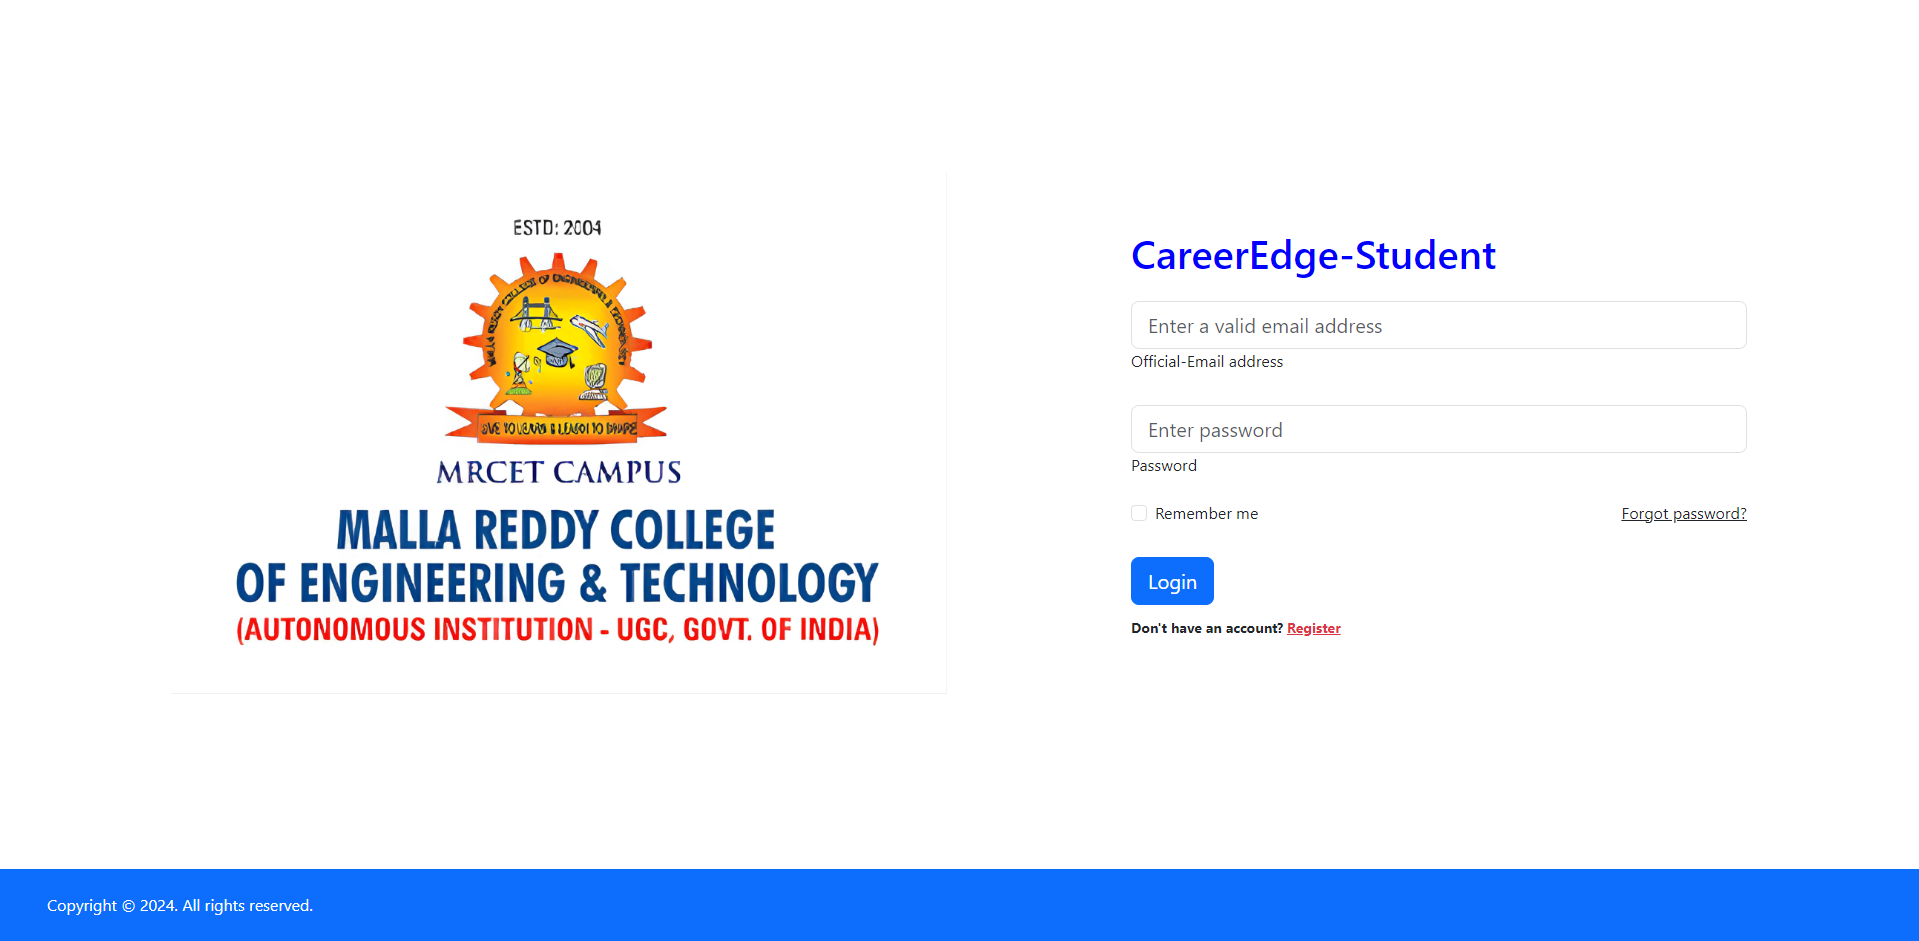 ESTD: 2004
MRCET CAMPUS
MALLA REDDY COLLEGE
OF ENGINEERING & TECHNOLOGY
(AUTONOMOUS INSTITUTION - UGC, GOVT. OF INDIA)
CareerEdge-Student
Enter a valid email address
Official-Email address
Enter password
Password
Remember me
Forgot password?
Login
Don't have an account? Register
Copyright © 2024. All rights reserved.